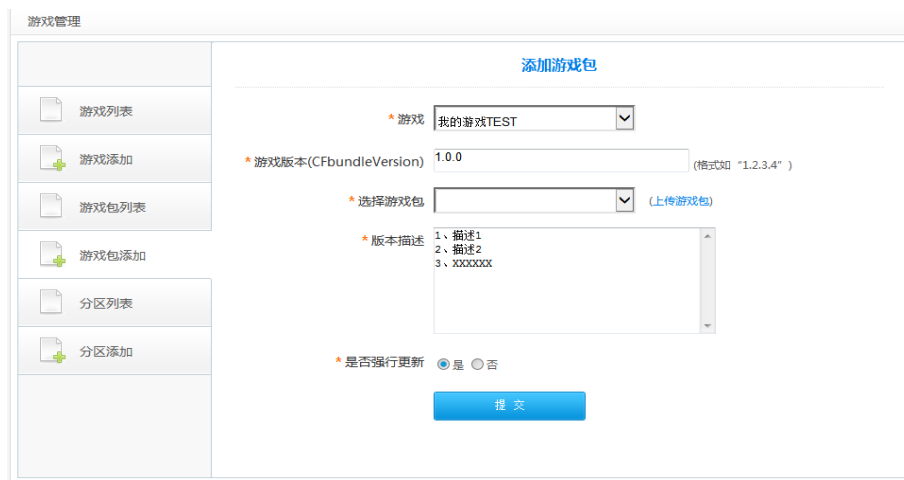 游戏管理
添加游戏包
游戏列表
游戏添加
游戏包列表
游戏包添加
分区列表
分区添加
*游戏 我的游戏TEST
*游戏版本(CFbundleVersion) 1.0.0 (格式如“1.2.3.4”)
*选择游戏包 (上传游戏包)
*版本描述 1、描述1
2、描述2
3、XXXXXX
*是否强行更新 是 否
提 交